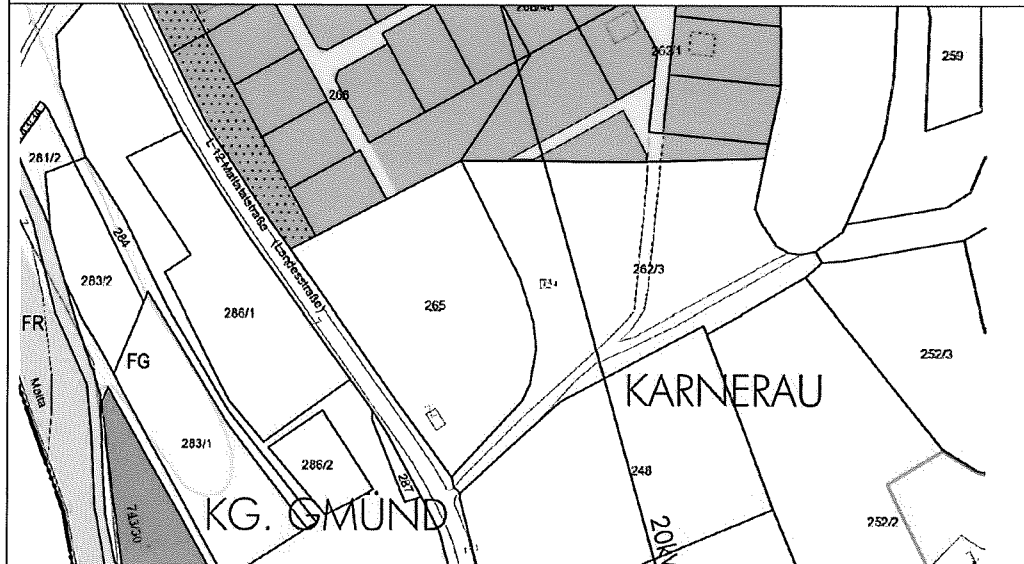 263/1
259
266
281/2
L-12-Maltatalstraße (Landesstraße)
284
283/2
262/3
286/1
265
FR
FG
252/3
Malta
KARNERAU
283/1
286/2
248
287
KG. GMÜND
743/30
252/2
20kV